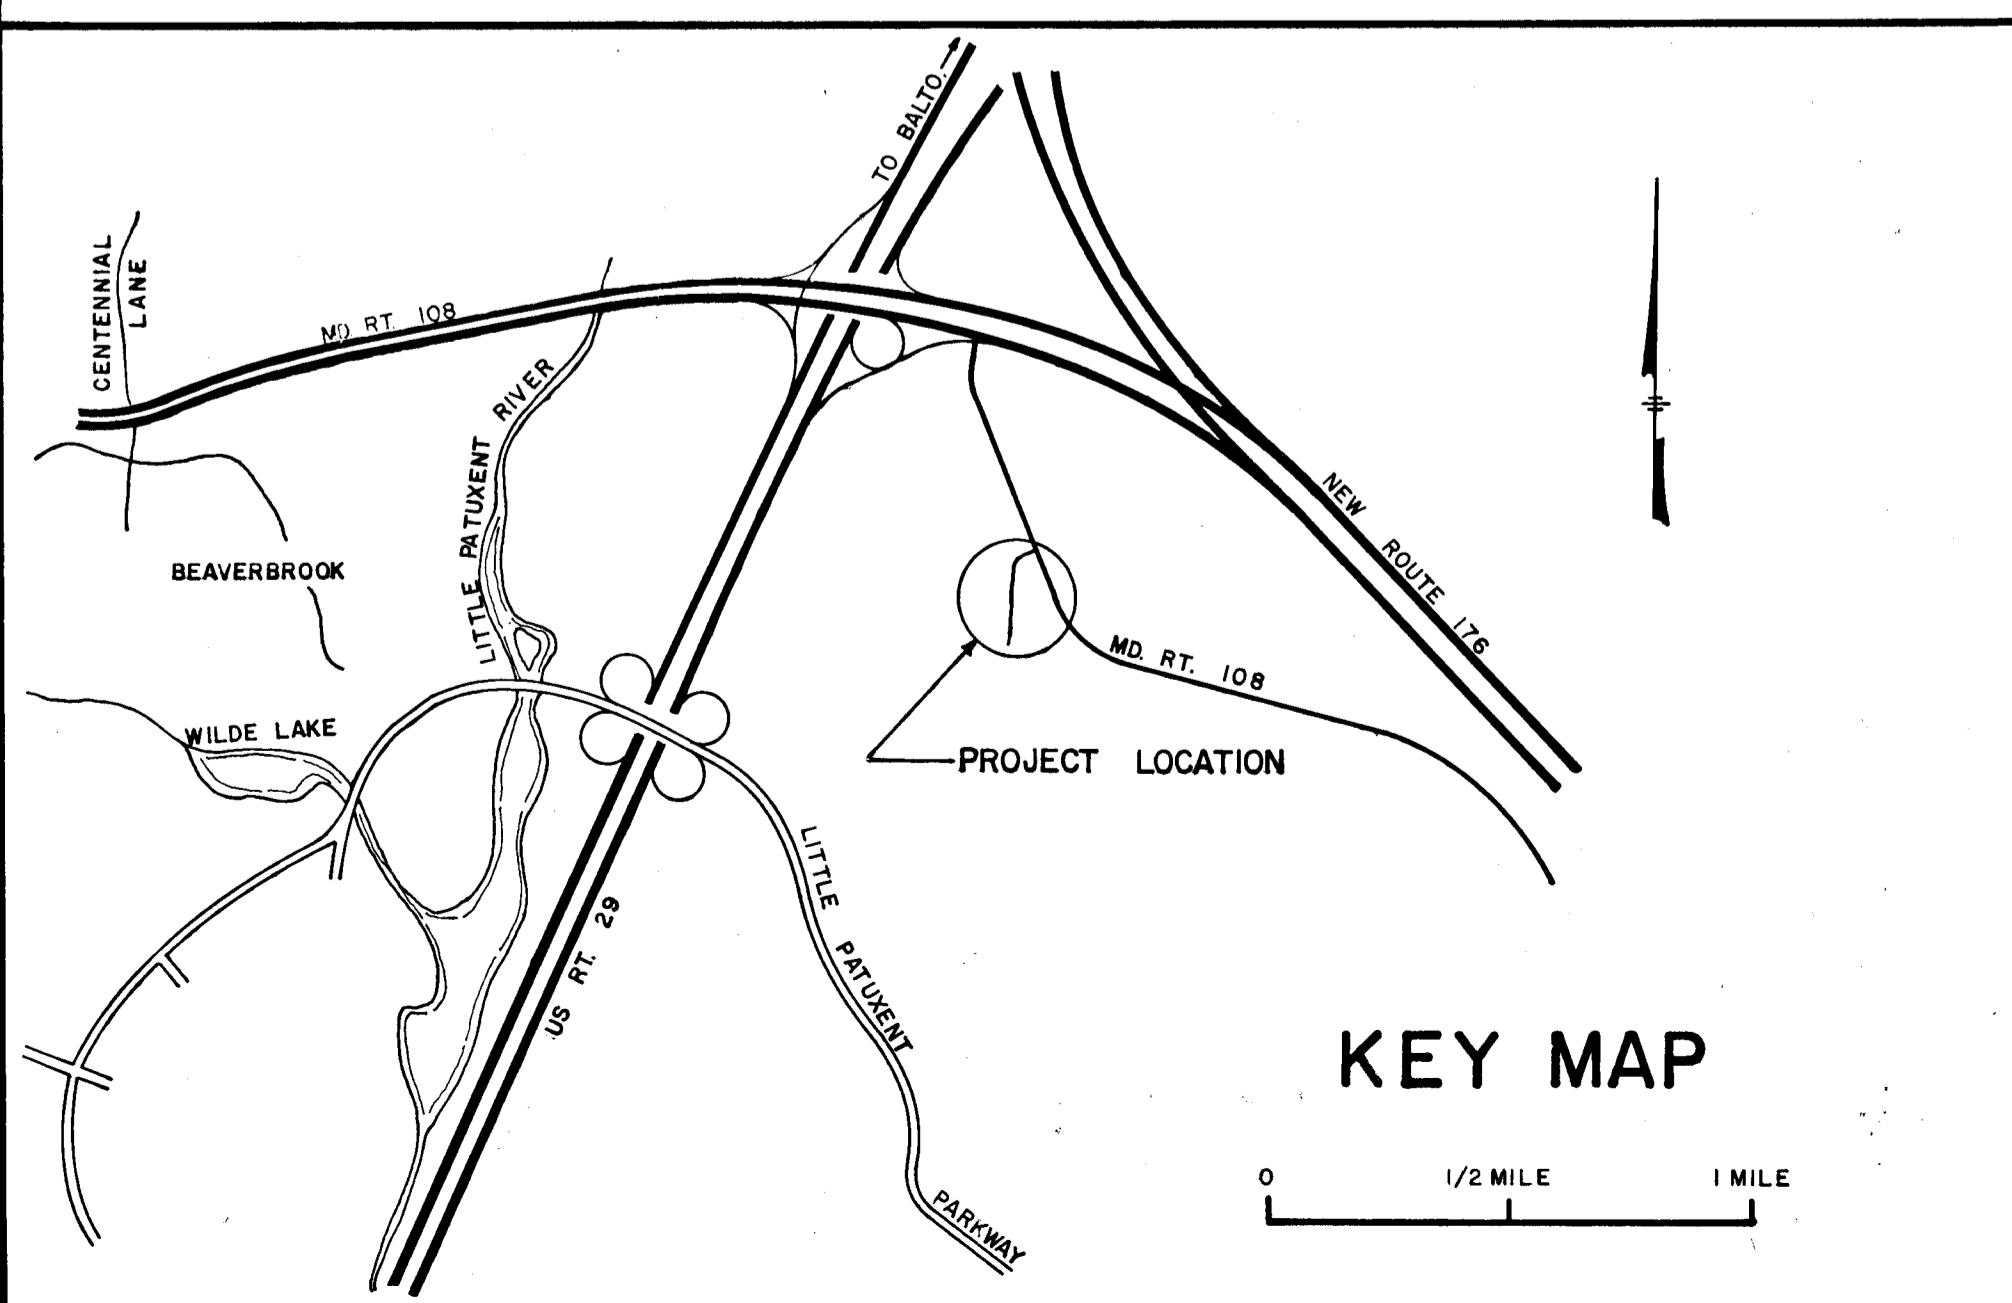 TO BALTO.
CENTENNIAL
LANE
MD. RT. 108
LITTLE PATUXENT RIVER
NEW ROUTE 176
BEAVERBROOK
MD. RT. 108
WILDE LAKE
PROJECT LOCATION
LITTLE PATUXENT PARKWAY
US RT. 29
KEY MAP
0 1/2 MILE 1 MILE